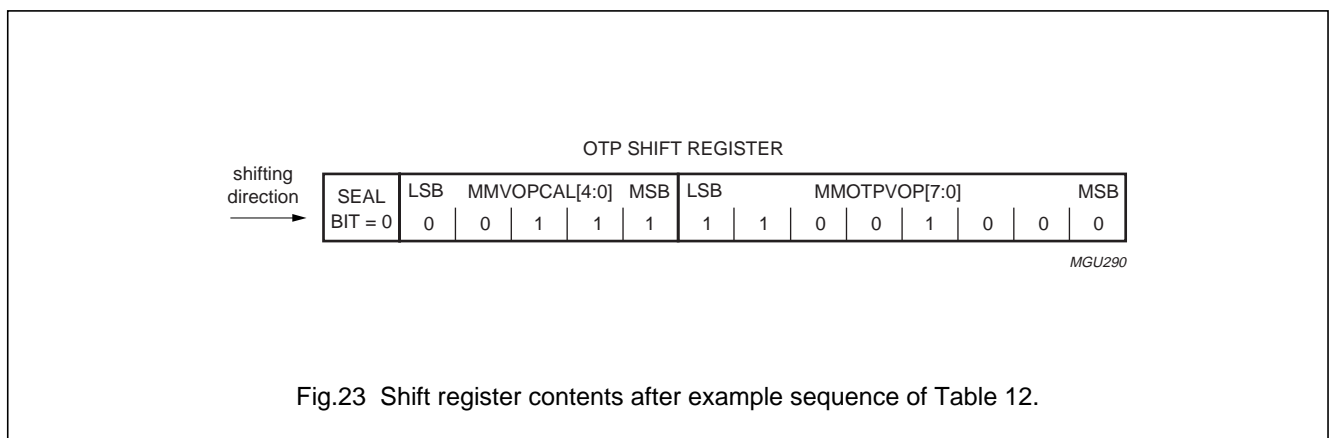 OTP SHIFT REGISTER
shifting
direction
SEAL
BIT = 0
LSB MMVOPCAL[4:0] MSB LSB MMOTPVOP[7:0] MSB
0 0 1 1 1 1 1 0 0 1 0 0 0
MGU290
Fig.23 Shift register contents after example sequence of Table 12.